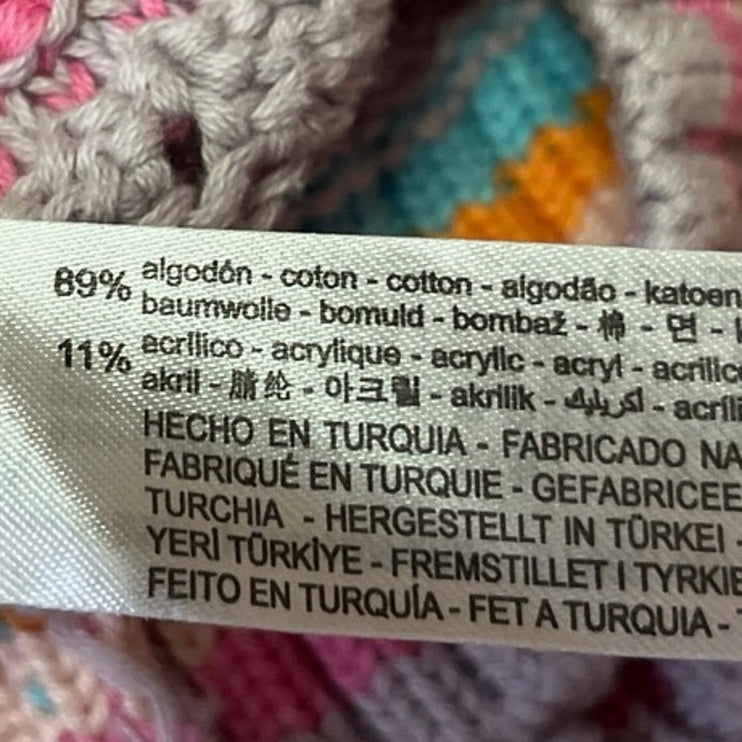 89% algodón - coton - cotton - algodão - katoen
baumwolle - bomuld - bombaž - 棉 - 면 -
11% acrílico - acrylique - acrylic - acryl - acrilico
akril - 腈纶 - 아크릴 - akrilik - اكريليك -
HECHO EN TURQUIA - FABRICADO NA
FABRIQUÉ EN TURQUIE - GEFABRICEE
TURCHIA - HERGESTELLT IN TÜRKEI -
YERİ TÜRKİYE - FREMSTILLET I TYRKIE
FEITO EN TURQUÍA - FET A TURQUIA -